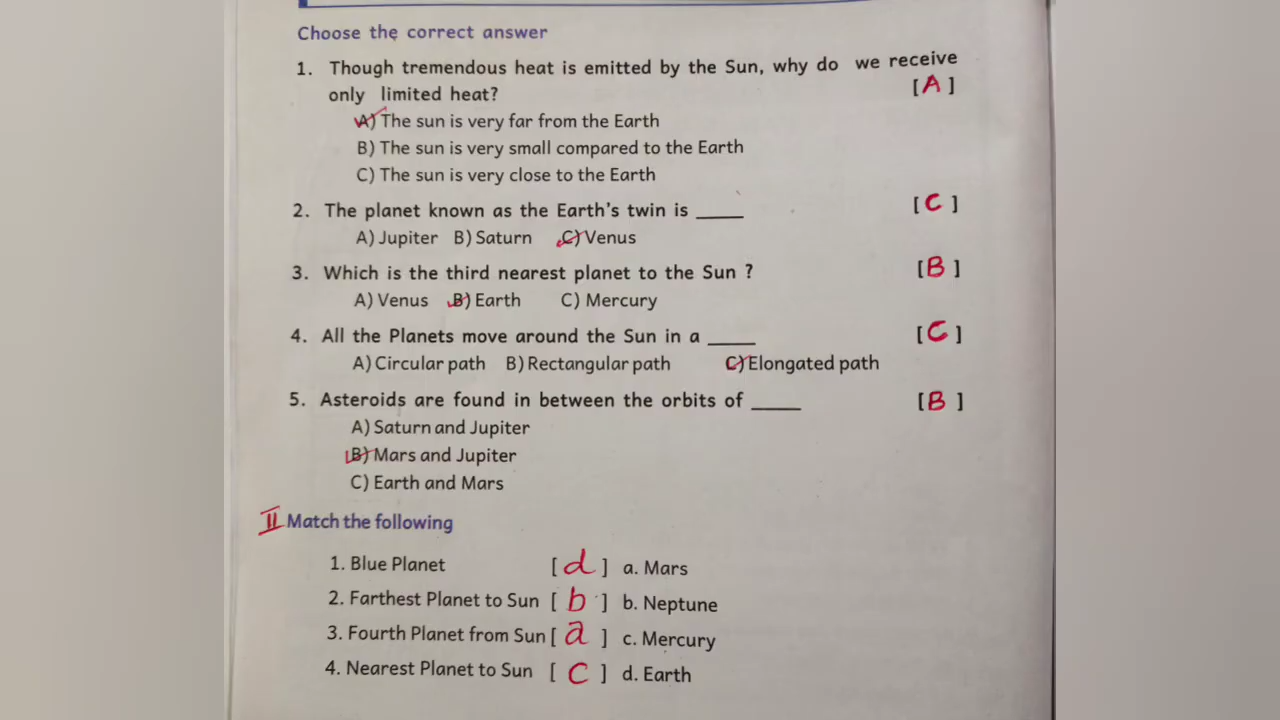 Choose the correct answer
1. Though tremendous heat is emitted by the Sun, why do we receive
only limited heat? [A]
A) The sun is very far from the Earth
B) The sun is very small compared to the Earth
C) The sun is very close to the Earth
2. The planet known as the Earth's twin is ____ [C]
A) Jupiter B) Saturn C) Venus
3. Which is the third nearest planet to the Sun ? [B]
A) Venus B) Earth C) Mercury
4. All the Planets move around the Sun in a ____ [C]
A) Circular path B) Rectangular path C) Elongated path
5. Asteroids are found in between the orbits of ____ [B]
A) Saturn and Jupiter
B) Mars and Jupiter
C) Earth and Mars
II Match the following
1. Blue Planet [d] a. Mars
2. Farthest Planet to Sun [b] b. Neptune
3. Fourth Planet from Sun [a] c. Mercury
4. Nearest Planet to Sun [c] d. Earth